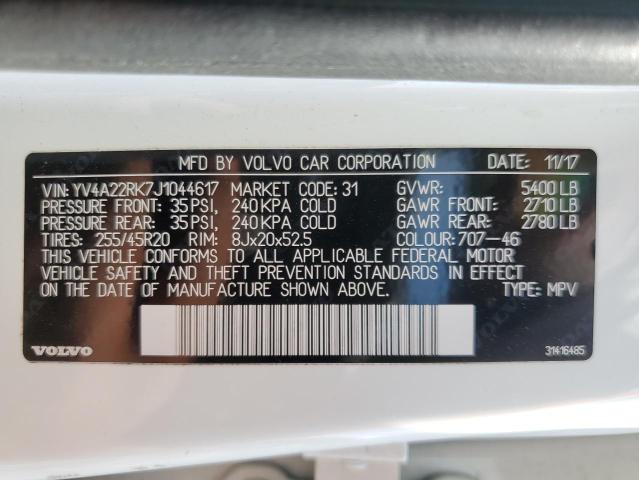 MFD BY VOLVO CAR CORPORATION DATE: 11/17
VIN: YV4A22RK7J1044617 MARKET CODE: 31 GVWR: 5400 LB
PRESSURE FRONT: 35 PSI, 240 KPA COLD GAWR FRONT: 2710 LB
PRESSURE REAR: 35 PSI, 240 KPA COLD GAWR REAR: 2780 LB
TIRES: 255/45R20 RIM: 8Jx20x52.5 COLOUR: 707-46
THIS VEHICLE CONFORMS TO ALL APPLICABLE FEDERAL MOTOR
VEHICLE SAFETY AND THEFT PREVENTION STANDARDS IN EFFECT
ON THE DATE OF MANUFACTURE SHOWN ABOVE. TYPE: MPV
VOLVO 31416485